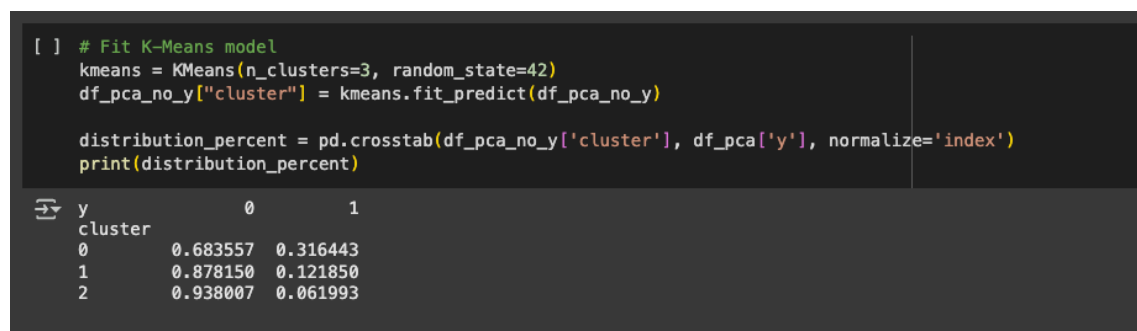 [ ] # Fit K-Means model
kmeans = KMeans(n_clusters=3, random_state=42)
df_pca_no_y["cluster"] = kmeans.fit_predict(df_pca_no_y)
distribution_percent = pd.crosstab(df_pca_no_y['cluster'], df_pca['y'], normalize='index')
print(distribution_percent)
y 0 1
cluster
0 0.683557 0.316443
1 0.878150 0.121850
2 0.938007 0.061993